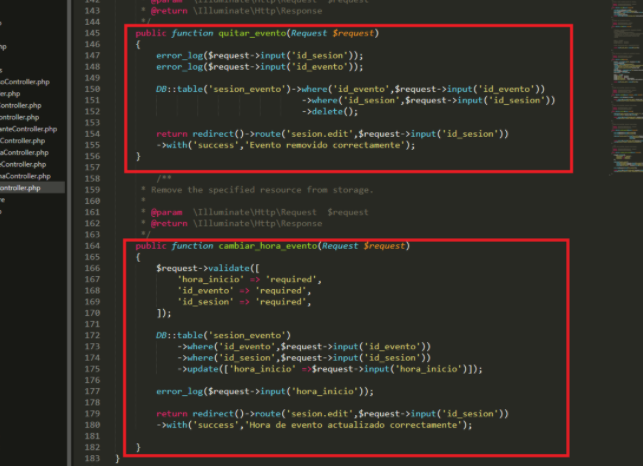 oController.php
er.php
ontroller.php
ontroller.php
anteController.php
Controller.php
aController.php
eController.php
naController.php
ontroller.php
142 * @param \Illuminate\Http\Request $request
143 * @return \Illuminate\Http\Response
144 */
145 public function quitar_evento(Request $request)
146 {
147 error_log($request->input('id_sesion'));
148 error_log($request->input('id_evento'));
149
150 DB::table('sesion_evento')->where('id_evento',$request->input('id_evento'))
151 ->where('id_sesion',$request->input('id_sesion'))
152 ->delete();
153
154 return redirect()->route('sesion.edit',$request->input('id_sesion'))
155 ->with('success','Evento removido correctamente');
156 }
157
158 /**
159 * Remove the specified resource from storage.
160 *
161 * @param \Illuminate\Http\Request $request
162 * @return \Illuminate\Http\Response
163 */
164 public function cambiar_hora_evento(Request $request)
165 {
166 $request->validate([
167 'hora_inicio' => 'required',
168 'id_evento' => 'required',
169 'id_sesion' => 'required',
170 ]);
171
172 DB::table('sesion_evento')
173 ->where('id_evento',$request->input('id_evento'))
174 ->where('id_sesion',$request->input('id_sesion'))
175 ->update(['hora_inicio' =>$request->input('hora_inicio')]);
176
177 error_log($request->input('hora_inicio'));
178
179 return redirect()->route('sesion.edit',$request->input('id_sesion'))
180 ->with('success','Hora de evento actualizado correctamente');
181
182 }
183 }